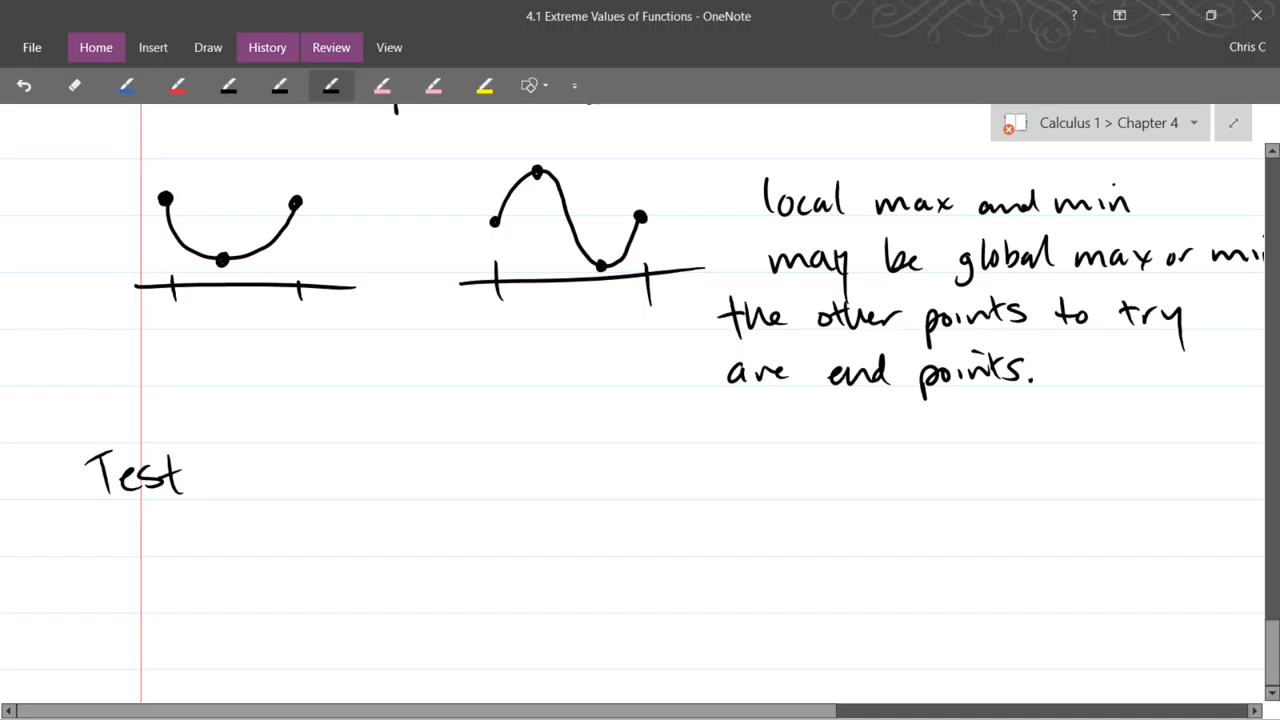 4.1 Extreme Values of Functions - OneNote
?
File Home Insert Draw History Review View
Chris C
Calculus 1 > Chapter 4
local max and min
may be global max or mi
the other points to try
are end points.
Test